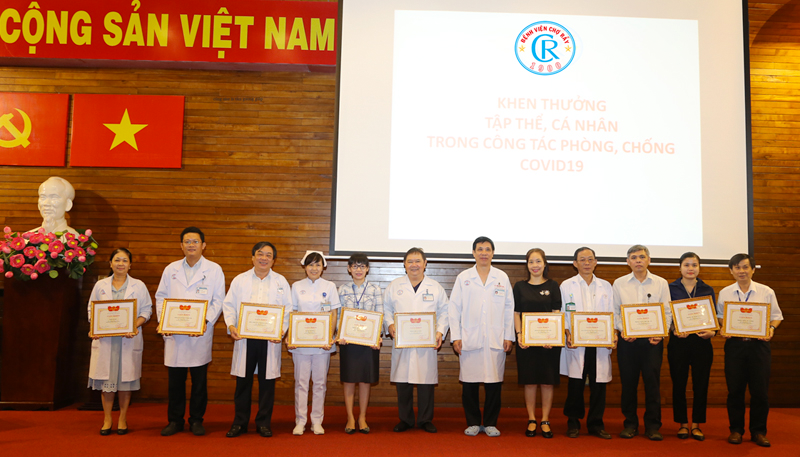 CỘNG SẢN VIỆT NAM
BỆNH VIỆN CHỢ RẪY
CR
1900
KHEN THƯỞNG
TẬP THỂ, CÁ NHÂN
TRONG CÔNG TÁC PHÒNG, CHỐNG
COVID19